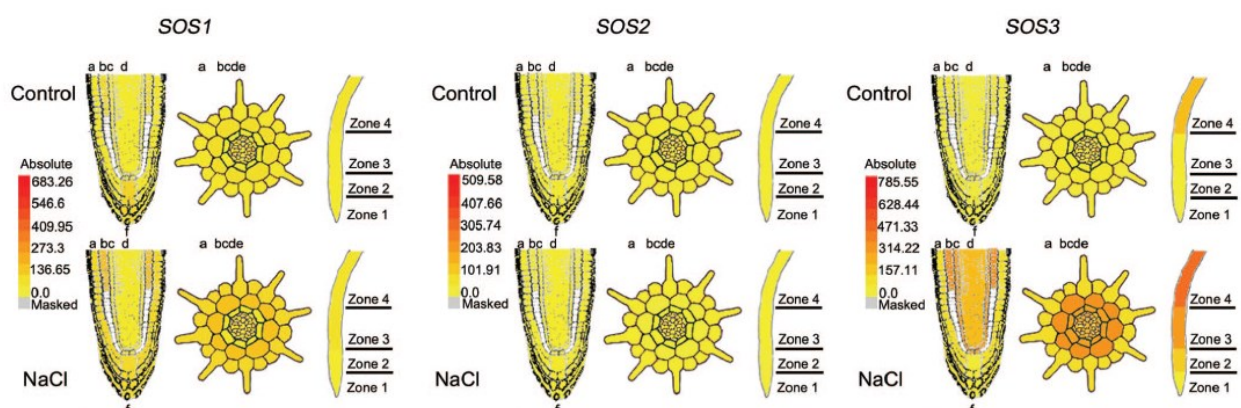 SOS1
a bc d
a bcde
Control
Zone 4
Absolute
683.26
Zone 3
546.6
Zone 2
409.95
Zone 1
273.3
f
a bc d
a bcde
136.65
0.0
Masked
Zone 4
Zone 3
Zone 2
NaCl
Zone 1
f
SOS2
a bc d
a bcde
Control
Zone 4
Absolute
509.58
Zone 3
407.66
Zone 2
305.74
Zone 1
203.83
f
a bc d
a bcde
101.91
0.0
Masked
Zone 4
Zone 3
Zone 2
NaCl
Zone 1
f
SOS3
a bc d
a bcde
Control
Zone 4
Absolute
785.55
Zone 3
628.44
Zone 2
471.33
Zone 1
314.22
f
a bc d
a bcde
157.11
0.0
Masked
Zone 4
Zone 3
Zone 2
NaCl
Zone 1
f